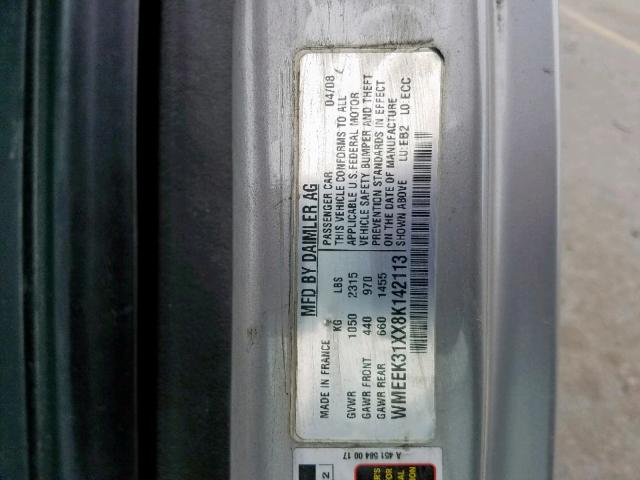 MFD BY DAIMLER AG
MADE IN FRANCE
KG LBS
GVWR 1050 2315
GAWR FRONT 440 970
GAWR REAR 660 1455
WMEEK31XX8K142113
PASSENGER CAR 04/08
THIS VEHICLE CONFORMS TO ALL
APPLICABLE U.S. FEDERAL MOTOR
VEHICLE SAFETY BUMPER AND THEFT
PREVENTION STANDARDS IN EFFECT
ON THE DATE OF MANUFACTURE
SHOWN ABOVE LU:EB2 LO:ECC
A 451 584 00 17
2